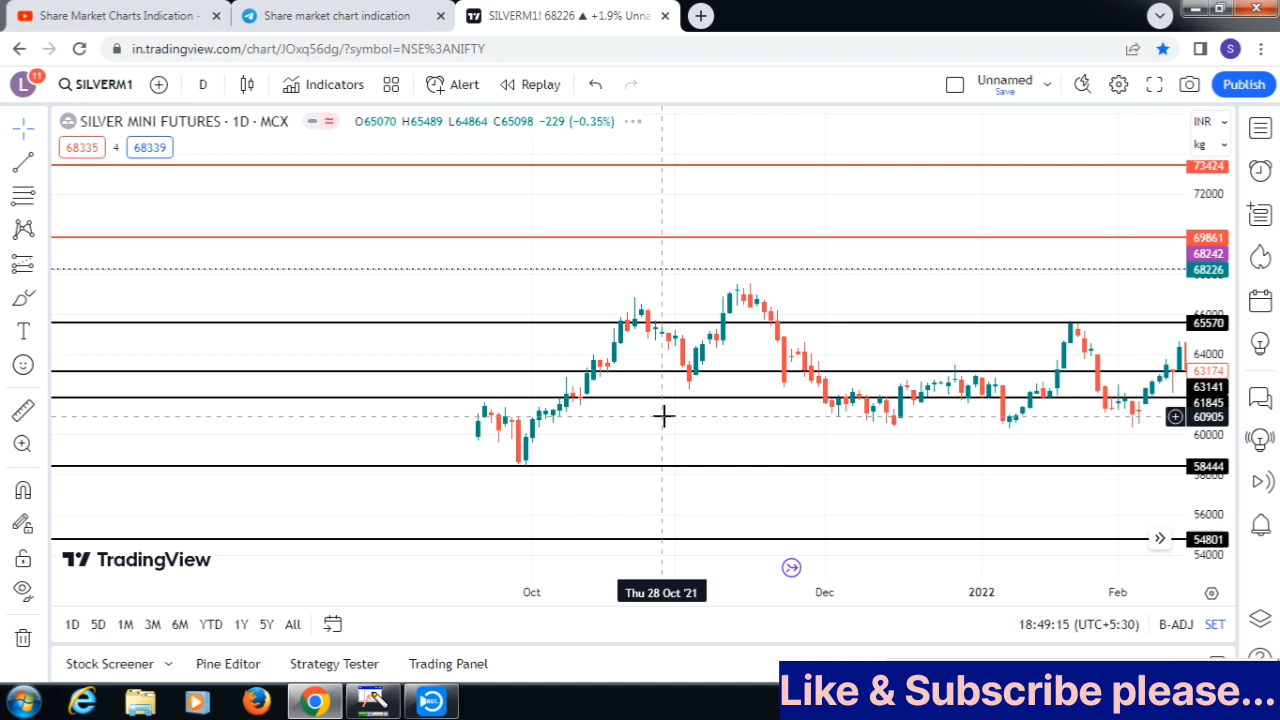 Share Market Charts Indication -
Share market chart indication
SILVERM1! 68226 ▲ +1.9% Unna
in.tradingview.com/chart/JOxq56dg/?symbol=NSE%3ANIFTY
S
L 11 SILVERM1 D Indicators Alert Replay Unnamed Save Publish
SILVER MINI FUTURES · 1D · MCX O65070 H65489 L64864 C65098 −229 (−0.35%)
68335 4 68339
INR
kg
73424
72000
69861
68242
68226
65570
64000
63174
63141
61845
60905
60000
58444
58000
56000
54801
54000
TradingView
Oct Thu 28 Oct '21 Dec 2022 Feb
1D 5D 1M 3M 6M YTD 1Y 5Y All 18:49:15 (UTC+5:30) B-ADJ SET
Stock Screener Pine Editor Strategy Tester Trading Panel
REC
Like & Subscribe please...